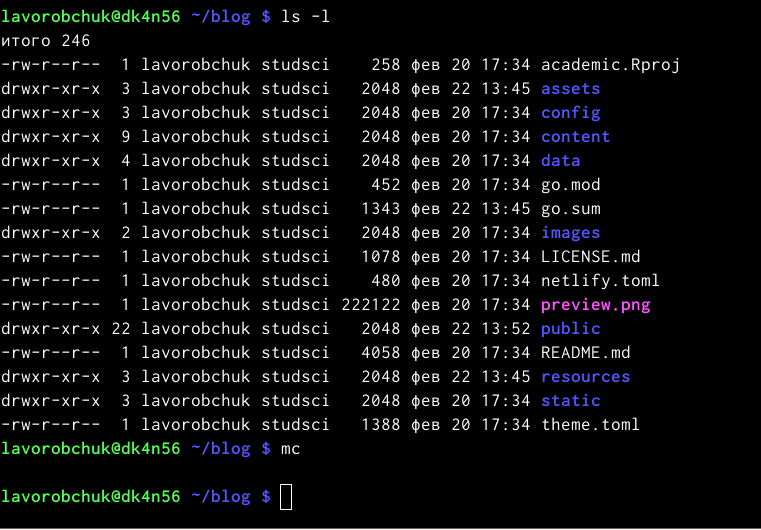 lavorobchuk@dk4n56 ~/blog $ ls -l
итого 246
-rw-r--r--  1 lavorobchuk studsci    258 фев 20 17:34 academic.Rproj
drwxr-xr-x  3 lavorobchuk studsci   2048 фев 22 13:45 assets
drwxr-xr-x  3 lavorobchuk studsci   2048 фев 20 17:34 config
drwxr-xr-x  9 lavorobchuk studsci   2048 фев 20 17:34 content
drwxr-xr-x  4 lavorobchuk studsci   2048 фев 20 17:34 data
-rw-r--r--  1 lavorobchuk studsci    452 фев 20 17:34 go.mod
-rw-r--r--  1 lavorobchuk studsci   1343 фев 22 13:45 go.sum
drwxr-xr-x  2 lavorobchuk studsci   2048 фев 20 17:34 images
-rw-r--r--  1 lavorobchuk studsci   1078 фев 20 17:34 LICENSE.md
-rw-r--r--  1 lavorobchuk studsci    480 фев 20 17:34 netlify.toml
-rw-r--r--  1 lavorobchuk studsci 222122 фев 20 17:34 preview.png
drwxr-xr-x 22 lavorobchuk studsci   2048 фев 22 13:52 public
-rw-r--r--  1 lavorobchuk studsci   4058 фев 20 17:34 README.md
drwxr-xr-x  3 lavorobchuk studsci   2048 фев 22 13:45 resources
drwxr-xr-x  3 lavorobchuk studsci   2048 фев 20 17:34 static
-rw-r--r--  1 lavorobchuk studsci   1388 фев 20 17:34 theme.toml
lavorobchuk@dk4n56 ~/blog $ mc
lavorobchuk@dk4n56 ~/blog $